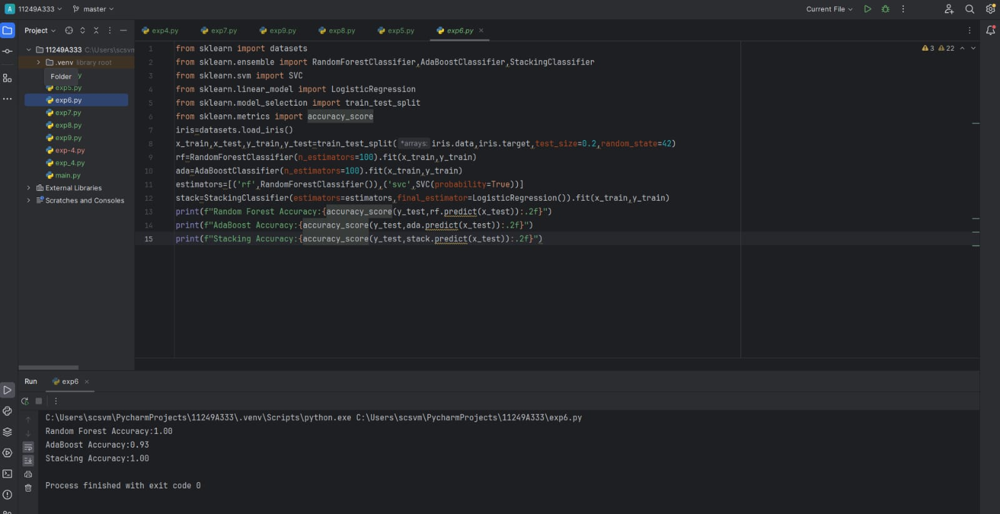 A 11249A333 master Current File
Project
exp4.py exp7.py exp9.py exp8.py exp5.py exp6.py
11249A333 C:\Users\scsvm
.venv library root
Folder
exp5.py
exp6.py
exp7.py
exp8.py
exp9.py
exp-4.py
exp_4.py
main.py
External Libraries
Scratches and Consoles
3 22
1 from sklearn import datasets
2 from sklearn.ensemble import RandomForestClassifier,AdaBoostClassifier,StackingClassifier
3 from sklearn.svm import SVC
4 from sklearn.linear_model import LogisticRegression
5 from sklearn.model_selection import train_test_split
6 from sklearn.metrics import accuracy_score
7 iris=datasets.load_iris()
8 x_train,x_test,y_train,y_test=train_test_split( *arrays: iris.data,iris.target,test_size=0.2,random_state=42)
9 rf=RandomForestClassifier(n_estimators=100).fit(x_train,y_train)
10 ada=AdaBoostClassifier(n_estimators=100).fit(x_train,y_train)
11 estimators=[('rf',RandomForestClassifier()),('svc',SVC(probability=True))]
12 stack=StackingClassifier(estimators=estimators,final_estimator=LogisticRegression()).fit(x_train,y_train)
13 print(f"Random Forest Accuracy:{accuracy_score(y_test,rf.predict(x_test)):.2f}")
14 print(f"AdaBoost Accuracy:{accuracy_score(y_test,ada.predict(x_test)):.2f}")
15 print(f"Stacking Accuracy:{accuracy_score(y_test,stack.predict(x_test)):.2f}")
Run exp6
C:\Users\scsvm\PycharmProjects\11249A333\.venv\Scripts\python.exe C:\Users\scsvm\PycharmProjects\11249A333\exp6.py
Random Forest Accuracy:1.00
AdaBoost Accuracy:0.93
Stacking Accuracy:1.00
Process finished with exit code 0